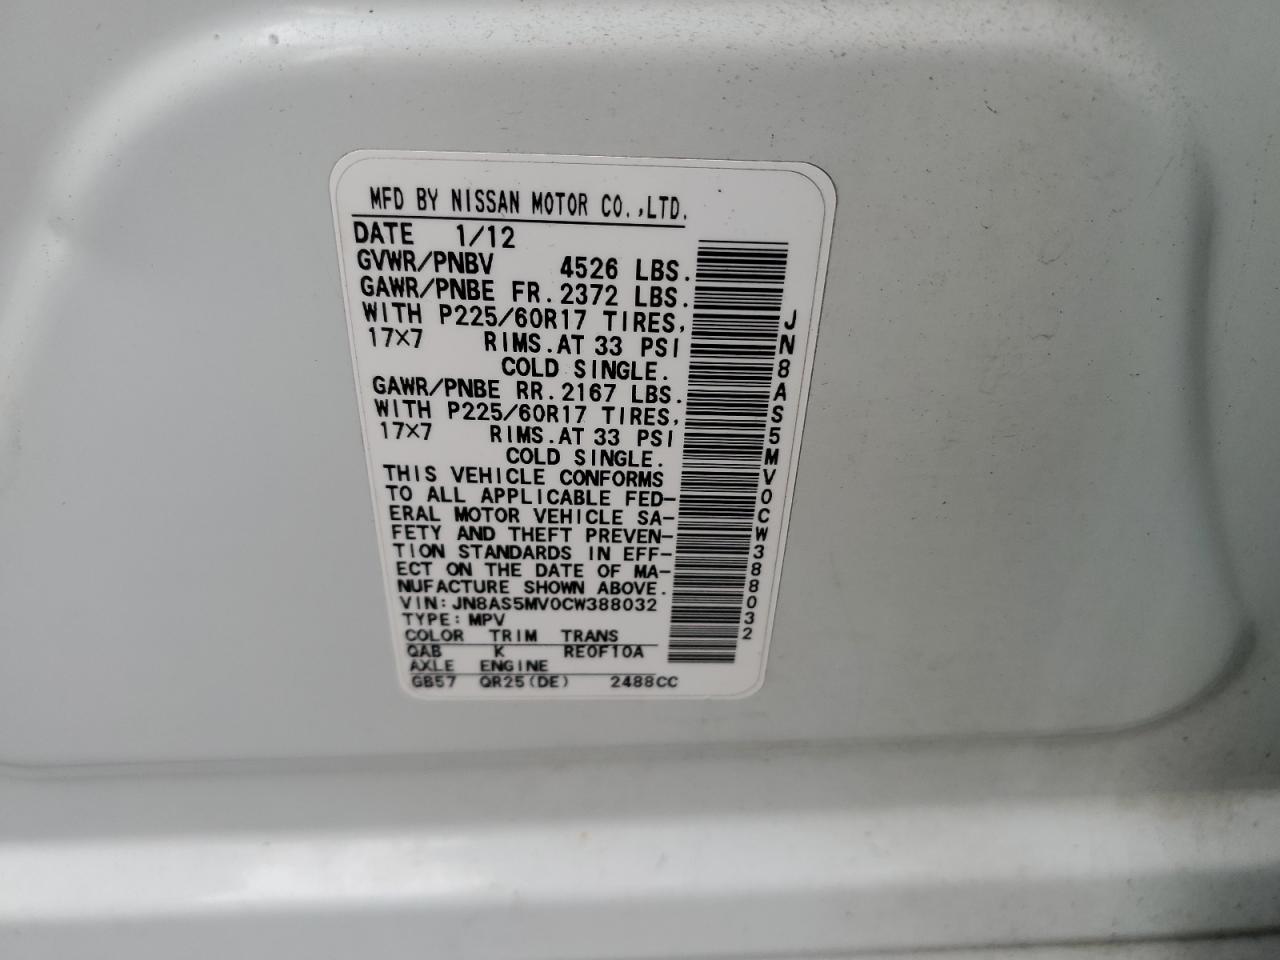 MFD BY NISSAN MOTOR CO.,LTD.
DATE 1/12
GVWR/PNBV 4526 LBS.
GAWR/PNBE FR. 2372 LBS.
WITH P225/60R17 TIRES,
17×7 RIMS. AT 33 PSI
COLD SINGLE.
GAWR/PNBE RR. 2167 LBS.
WITH P225/60R17 TIRES,
17×7 RIMS. AT 33 PSI
COLD SINGLE.
THIS VEHICLE CONFORMS
TO ALL APPLICABLE FED-
ERAL MOTOR VEHICLE SA-
FETY AND THEFT PREVEN-
TION STANDARDS IN EFF-
ECT ON THE DATE OF MA-
NUFACTURE SHOWN ABOVE.
VIN: JN8AS5MV0CW388032
TYPE: MPV
COLOR TRIM TRANS
QAB K RE0F10A
AXLE ENGINE
GB57 QR25(DE) 2488CC
JN8AS5MV0CW388032